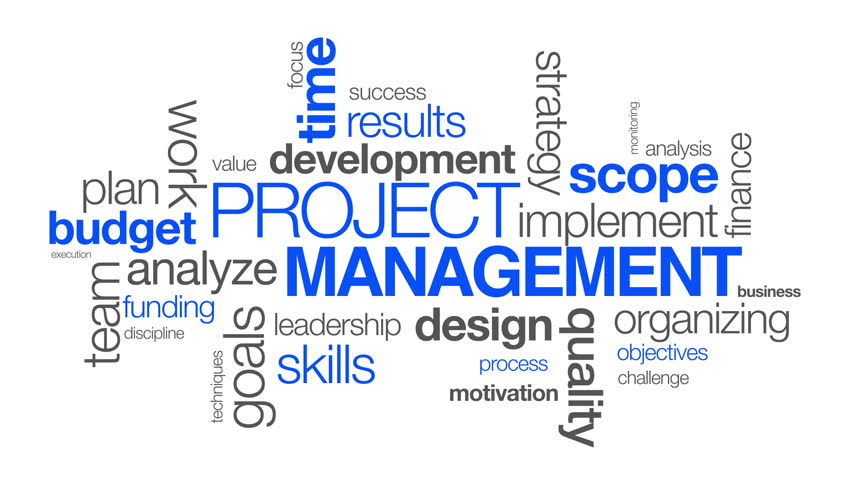 focus
time
success
results
strategy
monitoring
work
value
development
analysis
scope
finance
plan
PROJECT
implement
budget
execution
analyze
MANAGEMENT
business
team
funding
discipline
goals
leadership
design
quality
organizing
techniques
skills
process
objectives
motivation
challenge